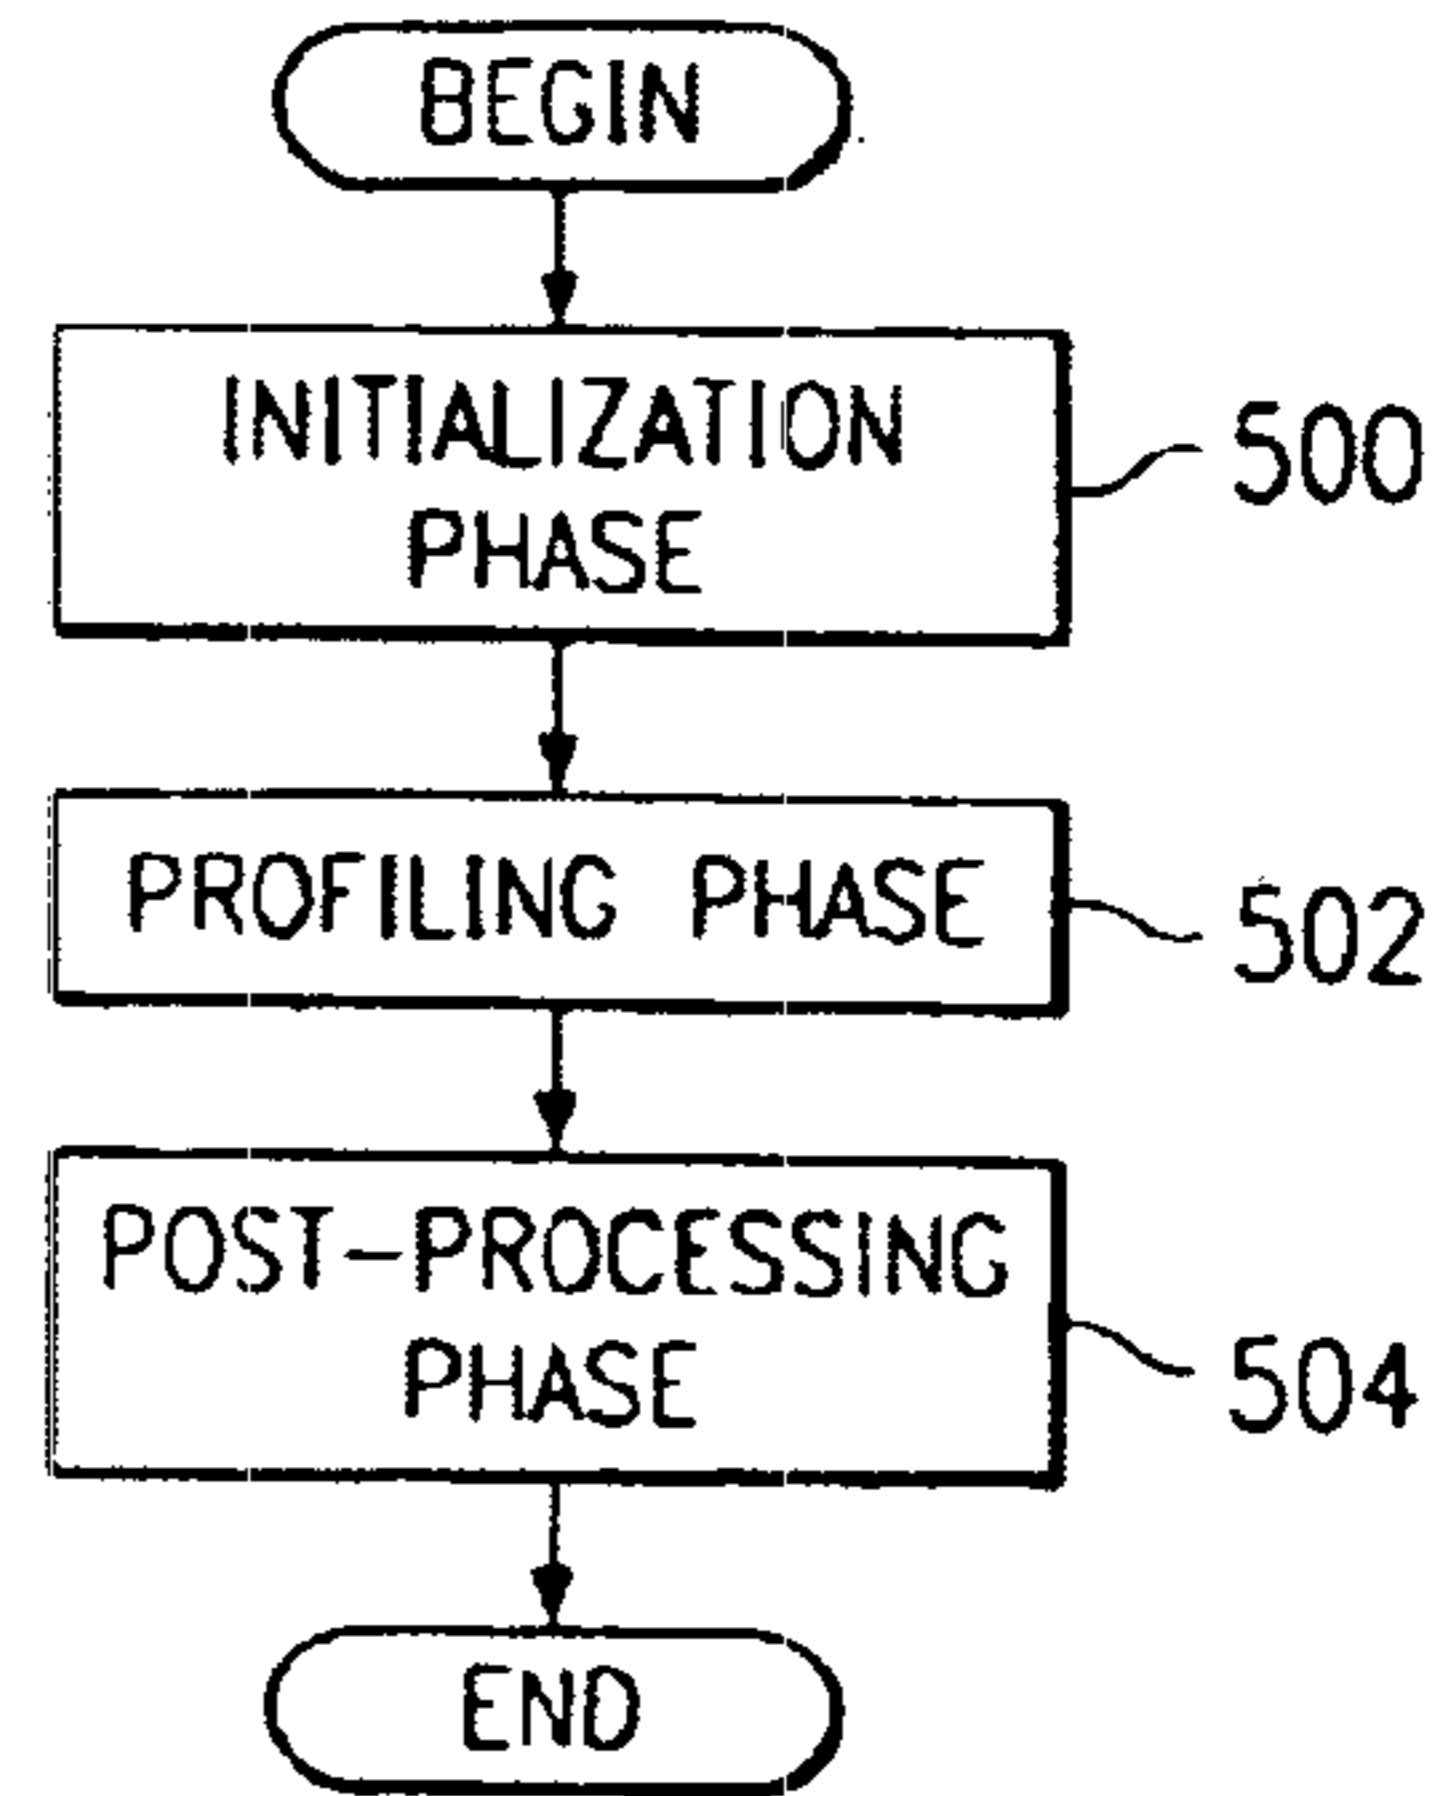 BEGIN
INITIALIZATION
PHASE
500
PROFILING PHASE
502
POST-PROCESSING
PHASE
504
END